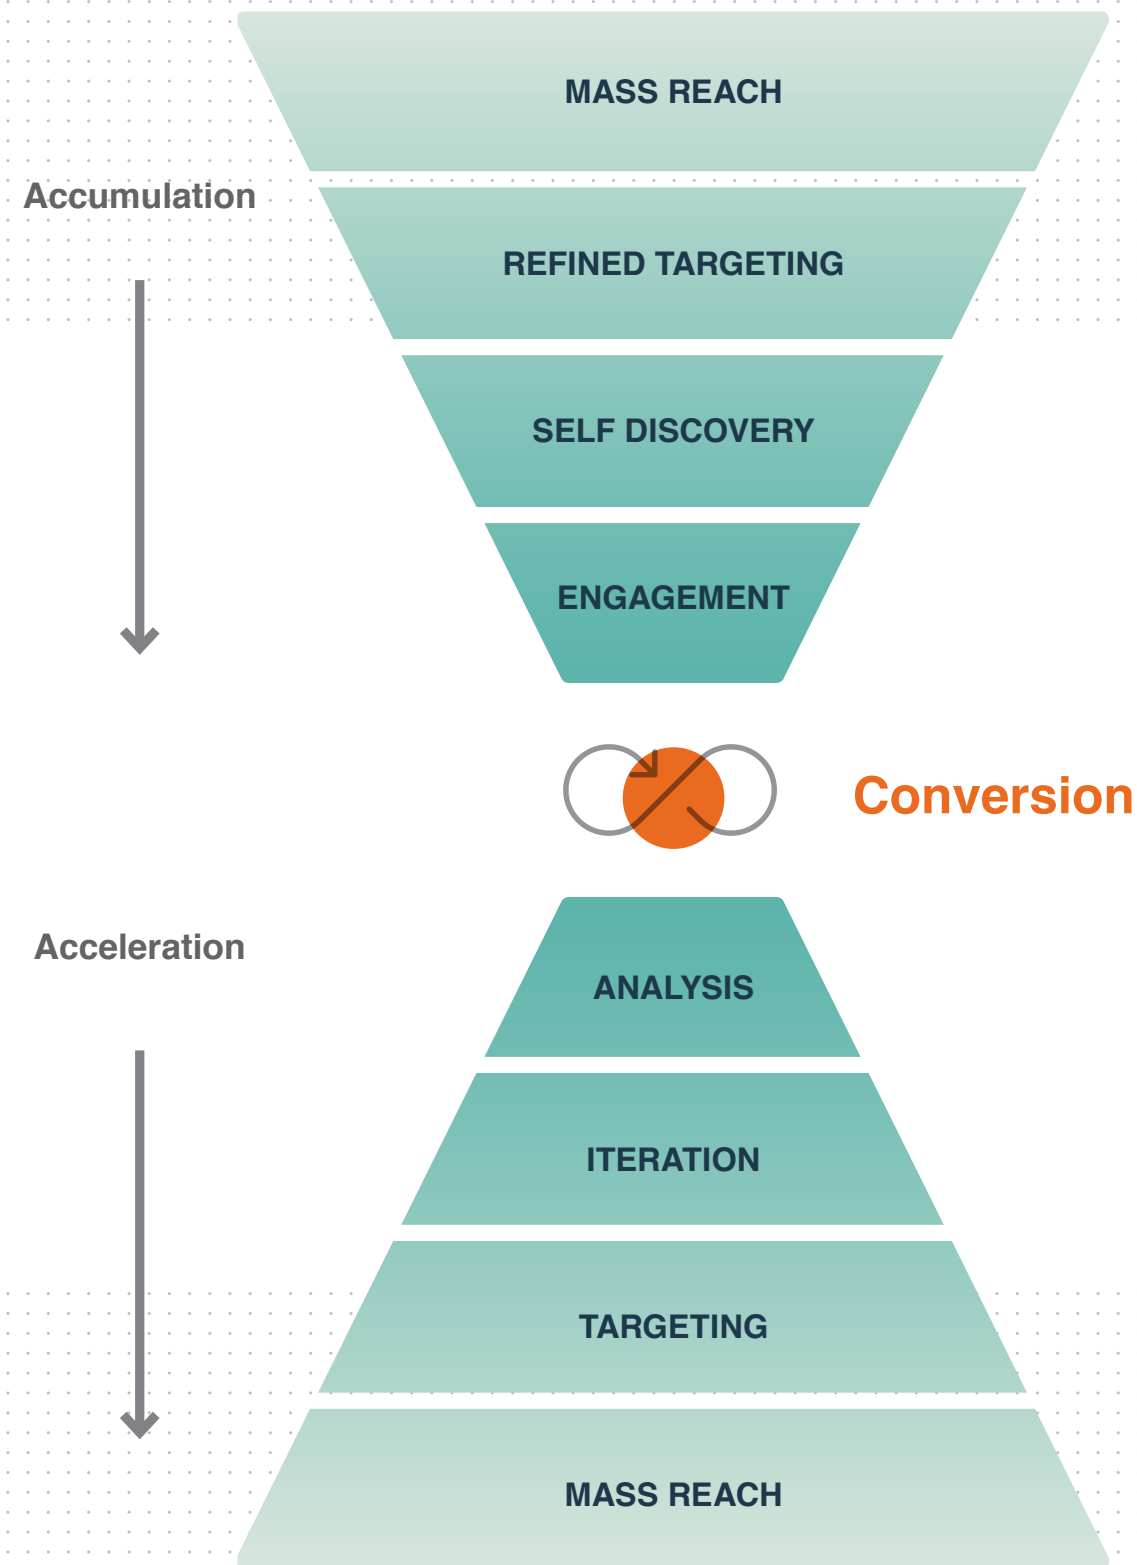 MASS REACH
Accumulation
REFINED TARGETING
SELF DISCOVERY
ENGAGEMENT
Conversion
Acceleration
ANALYSIS
ITERATION
TARGETING
MASS REACH